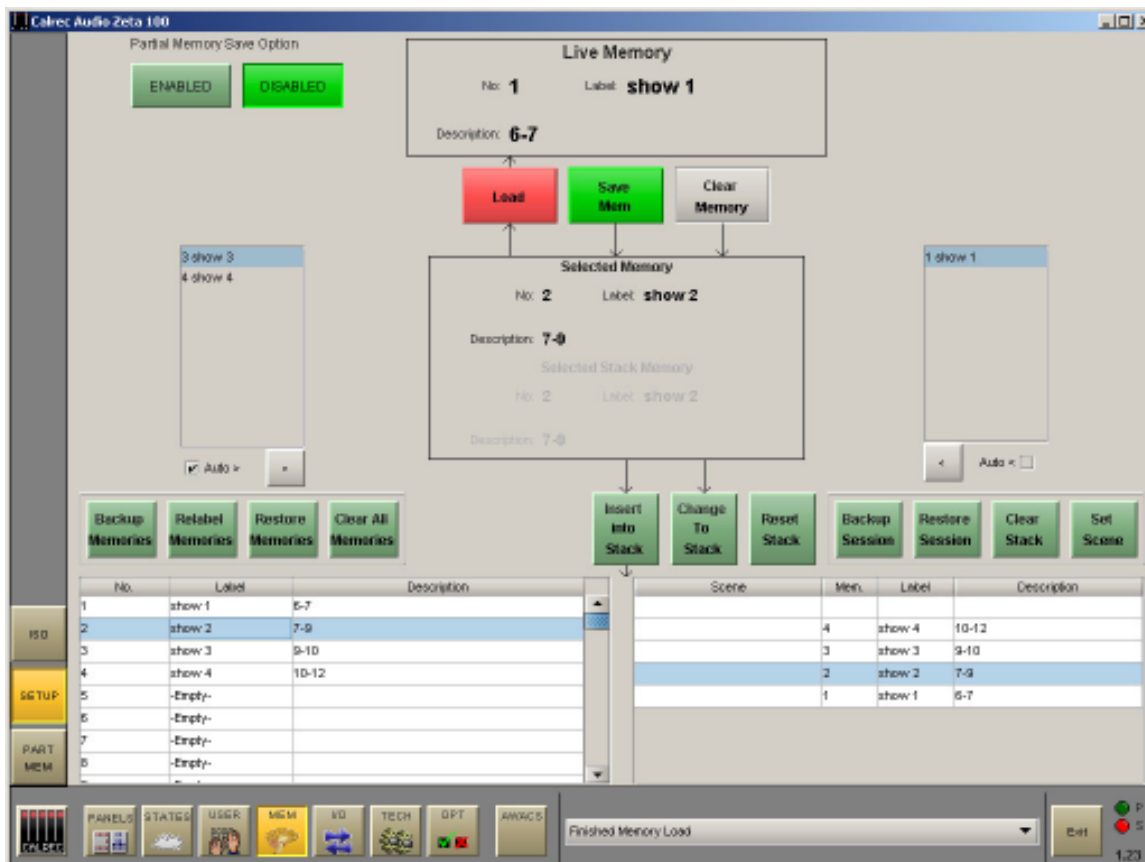 Calrec Audio Zeta 100
Partial Memory Save Option
ENABLED
DISABLED
Live Memory
No: 1 Label: show 1
Description: 6-7
Load
Save Mem
Clear Memory
3 show 3
4 show 4
Auto >
Selected Memory
No: 2 Label: show 2
Description: 7-9
Selected Stack Memory
No: 2 Label: show 2
Description: 7-9
1 show 1
<
Auto <
Backup Memories
Relabel Memories
Restore Memories
Clear All Memories
Insert into Stack
Change To Stack
Reset Stack
Backup Session
Restore Session
Clear Stack
Set Scene
No. Label Description
1 show 1 6-7
2 show 2 7-9
3 show 3 9-10
4 show 4 10-12
5 -Empty-
6 -Empty-
7 -Empty-
8 -Empty-
Scene Mem. Label Description
4 show 4 10-12
3 show 3 9-10
2 show 2 7-9
1 show 1 6-7
ISO
SETUP
PART MEM
CALREC
PANELS
STATES
USER
MEM
I/O
TECH
OPT
AWACS
Finished Memory Load
Exit
P
S